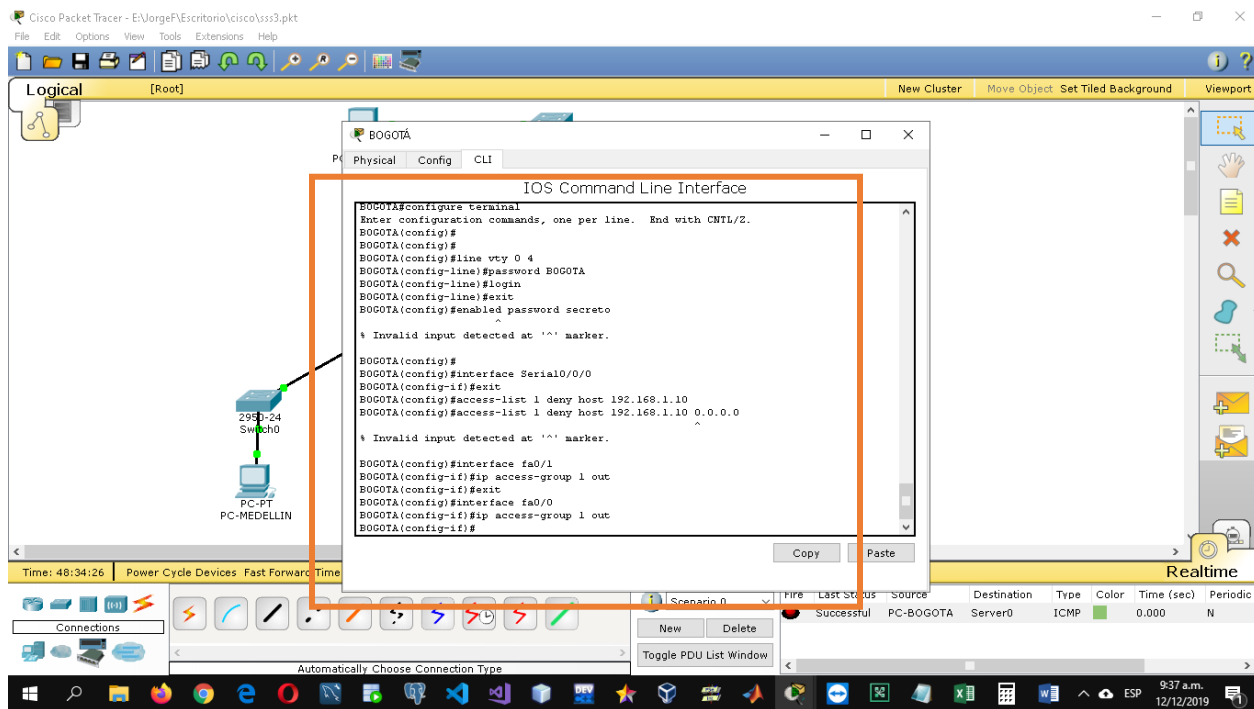 Cisco Packet Tracer - E:\JorgeF\Escritorio\cisco\sss3.pkt
File Edit Options View Tools Extensions Help
Logical [Root] New Cluster Move Object Set Tiled Background Viewport
BOGOTÁ
Physical Config CLI
IOS Command Line Interface
BOGOTA#configure terminal
Enter configuration commands, one per line. End with CNTL/Z.
BOGOTA(config)#
BOGOTA(config)#
BOGOTA(config)#line vty 0 4
BOGOTA(config-line)#password BOGOTA
BOGOTA(config-line)#login
BOGOTA(config-line)#exit
BOGOTA(config)#enabled password secreto
^
% Invalid input detected at '^' marker.
BOGOTA(config)#
BOGOTA(config)#interface Serial0/0/0
BOGOTA(config-if)#exit
BOGOTA(config)#access-list 1 deny host 192.168.1.10
BOGOTA(config)#access-list 1 deny host 192.168.1.10 0.0.0.0
^
% Invalid input detected at '^' marker.
BOGOTA(config)#interface fa0/1
BOGOTA(config-if)#ip access-group 1 out
BOGOTA(config-if)#exit
BOGOTA(config)#interface fa0/0
BOGOTA(config-if)#ip access-group 1 out
BOGOTA(config-if)#
Copy Paste
2950-24
Switch0
PC-PT
PC-MEDELLIN
Time: 48:34:26 Power Cycle Devices Fast Forward Time Realtime
Scenario 0 Fire Last Status Source Destination Type Color Time (sec) Periodic
Successful PC-BOGOTA Server0 ICMP 0.000 N
Connections New Delete
Toggle PDU List Window
Automatically Choose Connection Type
ESP 9:37 a.m.
12/12/2019